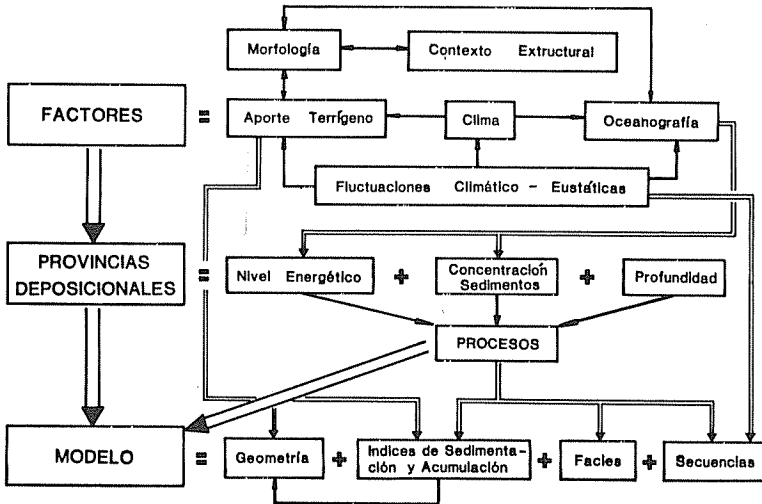 Morfología
Contexto Extructural
FACTORES
=
Aporte Terrígeno
Clima
Oceanografía
Fluctuaciones Climático - Eustáticas
PROVINCIAS
DEPOSICIONALES
=
Nivel Energético
+
Concentración
Sedimentos
+
Profundidad
PROCESOS
MODELO
=
Geometría
+
Indices de Sedimenta-
ción y Acumulación
+
Facies
+
Secuencias